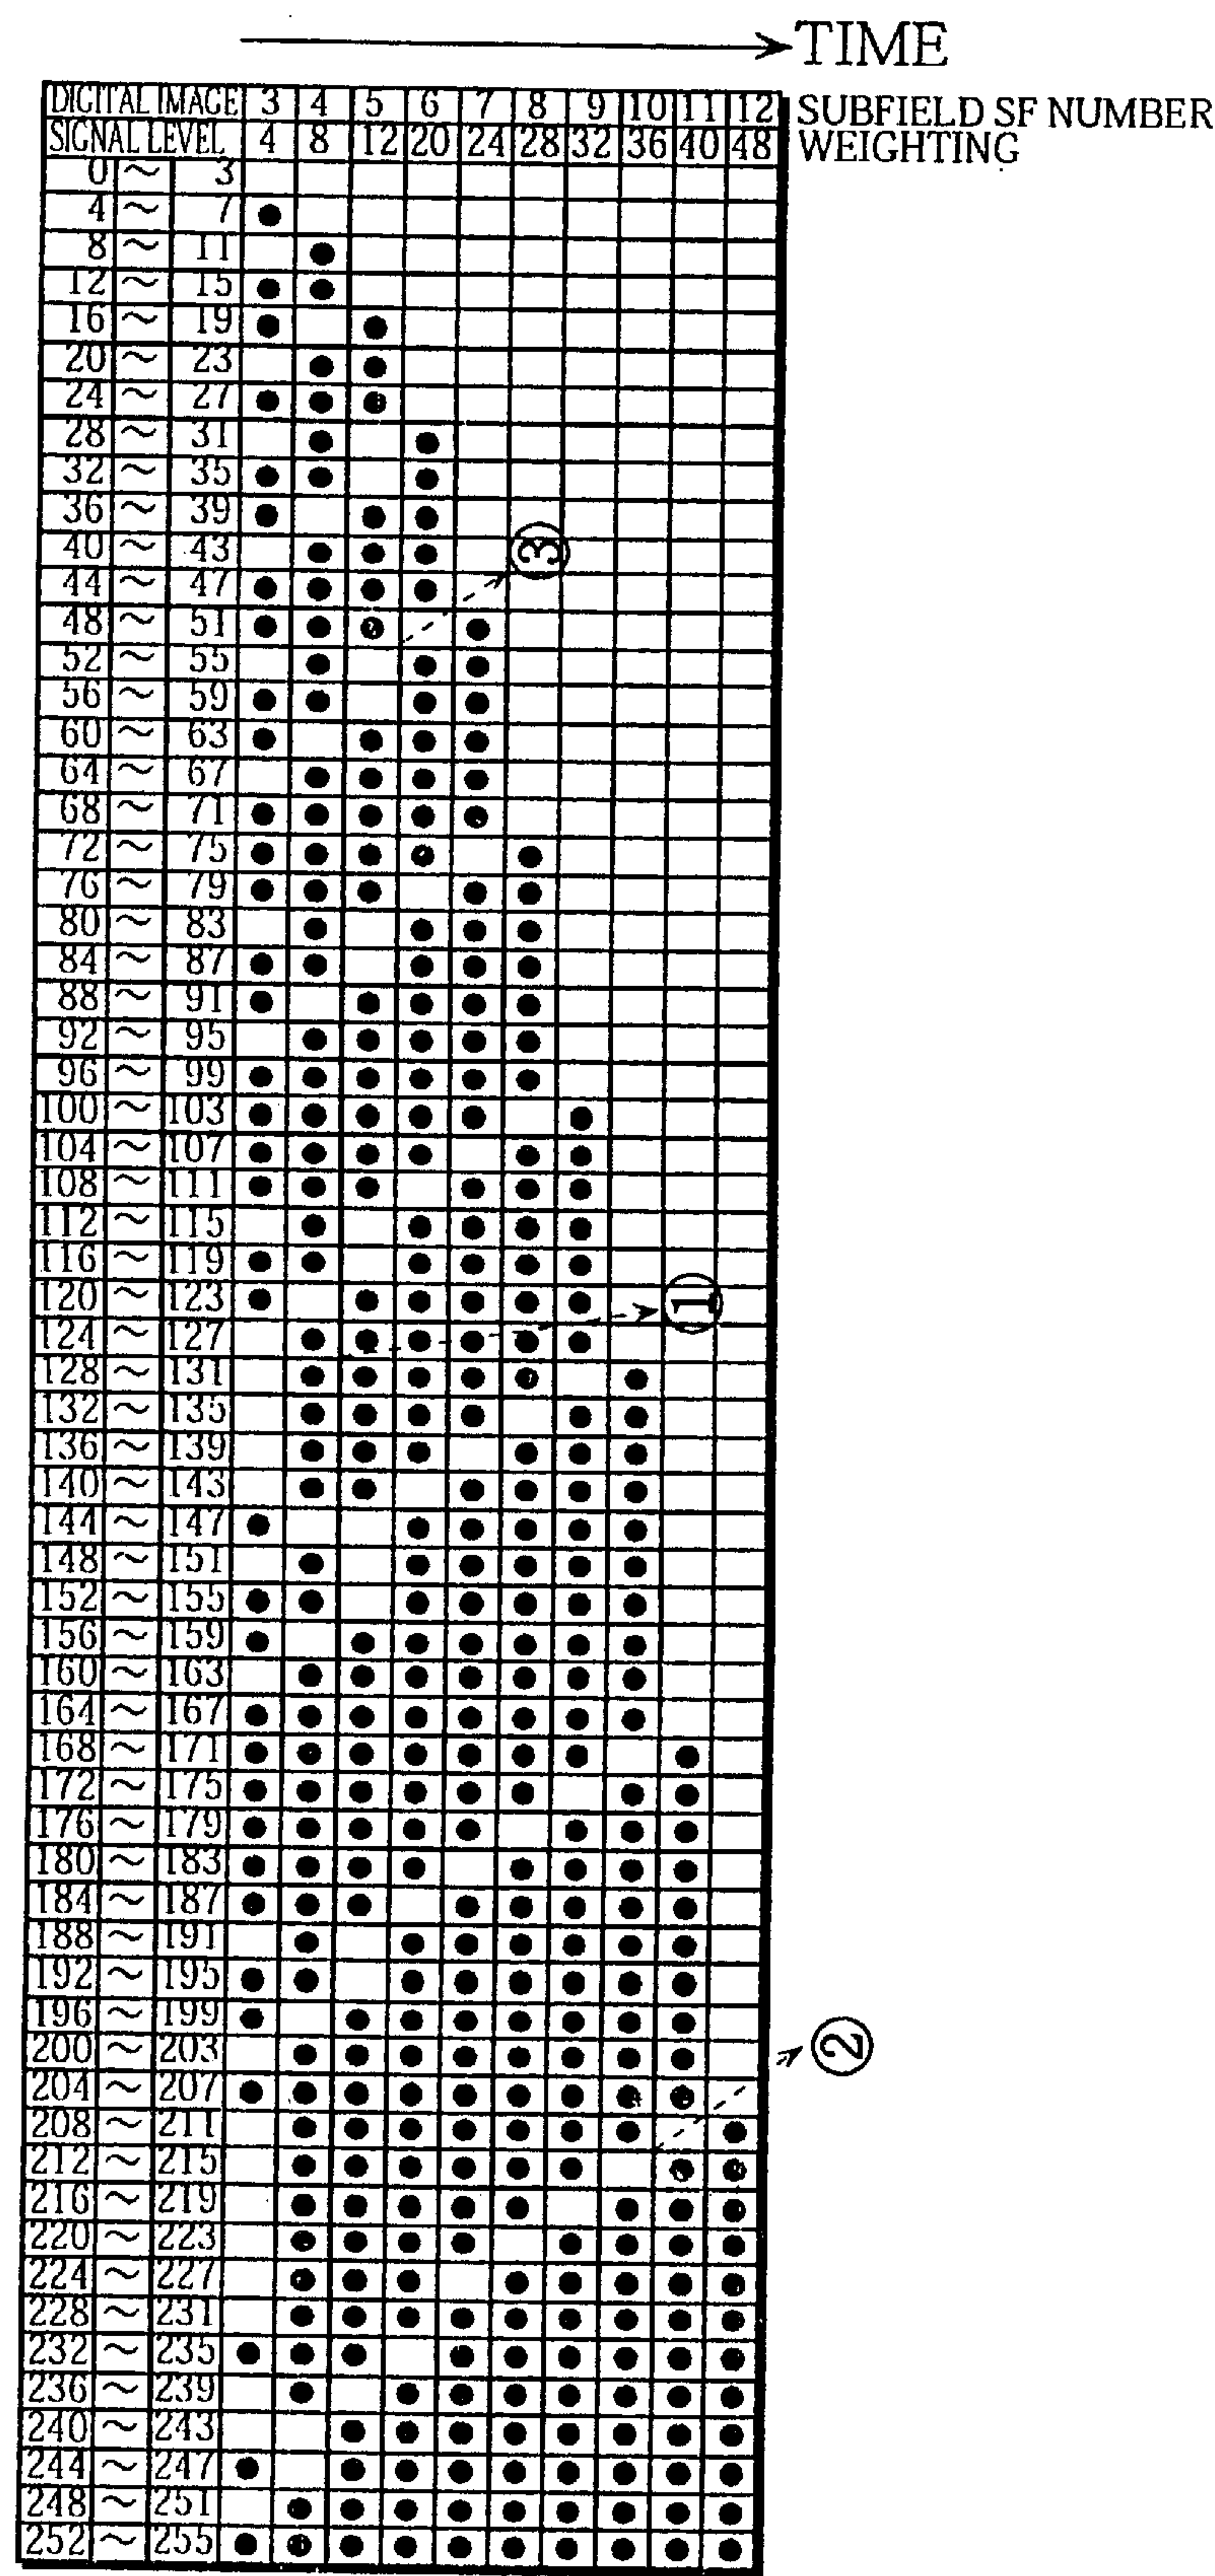 TIME
DIGITAL IMAGE 3 4 5 6 7 8 9 10 11 12 SUBFIELD SF NUMBER
SIGNAL LEVEL 4 8 12 20 24 28 32 36 40 48 WEIGHTING
0 ~ 3
4 ~ 7 ●
8 ~ 11 ●
12 ~ 15 ● ●
16 ~ 19 ● ●
20 ~ 23 ● ●
24 ~ 27 ● ● ●
28 ~ 31 ● ●
32 ~ 35 ● ● ●
36 ~ 39 ● ● ●
40 ~ 43 ● ● ● ③
44 ~ 47 ● ● ● ●
48 ~ 51 ● ● ● ●
52 ~ 55 ● ● ●
56 ~ 59 ● ● ● ●
60 ~ 63 ● ● ● ●
64 ~ 67 ● ● ● ●
68 ~ 71 ● ● ● ● ●
72 ~ 75 ● ● ● ● ●
76 ~ 79 ● ● ● ● ●
80 ~ 83 ● ● ● ●
84 ~ 87 ● ● ● ● ●
88 ~ 91 ● ● ● ● ●
92 ~ 95 ● ● ● ● ●
96 ~ 99 ● ● ● ● ● ●
100 ~ 103 ● ● ● ● ● ●
104 ~ 107 ● ● ● ● ● ●
108 ~ 111 ● ● ● ● ● ●
112 ~ 115 ● ● ● ● ●
116 ~ 119 ● ● ● ● ● ●
120 ~ 123 ● ● ● ● ● ● ①
124 ~ 127 ● ● ● ● ● ●
128 ~ 131 ● ● ● ● ● ●
132 ~ 135 ● ● ● ● ● ●
136 ~ 139 ● ● ● ● ● ●
140 ~ 143 ● ● ● ● ● ●
144 ~ 147 ● ● ● ● ● ●
148 ~ 151 ● ● ● ● ● ●
152 ~ 155 ● ● ● ● ● ● ●
156 ~ 159 ● ● ● ● ● ● ●
160 ~ 163 ● ● ● ● ● ● ●
164 ~ 167 ● ● ● ● ● ● ● ●
168 ~ 171 ● ● ● ● ● ● ● ●
172 ~ 175 ● ● ● ● ● ● ● ●
176 ~ 179 ● ● ● ● ● ● ● ●
180 ~ 183 ● ● ● ● ● ● ● ●
184 ~ 187 ● ● ● ● ● ● ● ●
188 ~ 191 ● ● ● ● ● ● ●
192 ~ 195 ● ● ● ● ● ● ● ●
196 ~ 199 ● ● ● ● ● ● ● ●
200 ~ 203 ● ● ● ● ● ● ● ● ②
204 ~ 207 ● ● ● ● ● ● ● ● ●
208 ~ 211 ● ● ● ● ● ● ● ●
212 ~ 215 ● ● ● ● ● ● ● ●
216 ~ 219 ● ● ● ● ● ● ● ●
220 ~ 223 ● ● ● ● ● ● ● ●
224 ~ 227 ● ● ● ● ● ● ● ●
228 ~ 231 ● ● ● ● ● ● ● ● ●
232 ~ 235 ● ● ● ● ● ● ● ● ●
236 ~ 239 ● ● ● ● ● ● ● ●
240 ~ 243 ● ● ● ● ● ● ● ●
244 ~ 247 ● ● ● ● ● ● ● ● ●
248 ~ 251 ● ● ● ● ● ● ● ● ●
252 ~ 255 ● ● ● ● ● ● ● ● ● ●